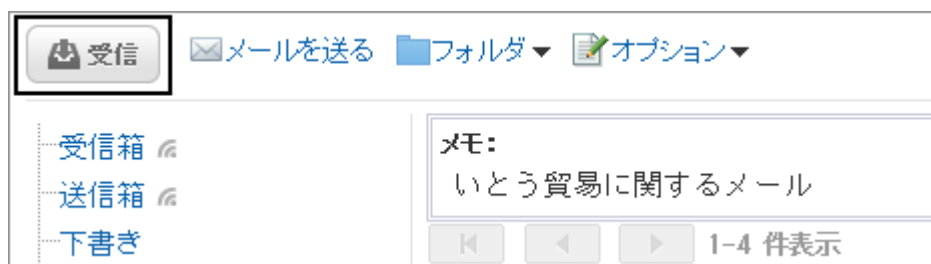 受信 メールを送る フォルダ▼ オプション▼
受信箱
送信箱
下書き
メモ:
いとう貿易に関するメール
1-4 件表示